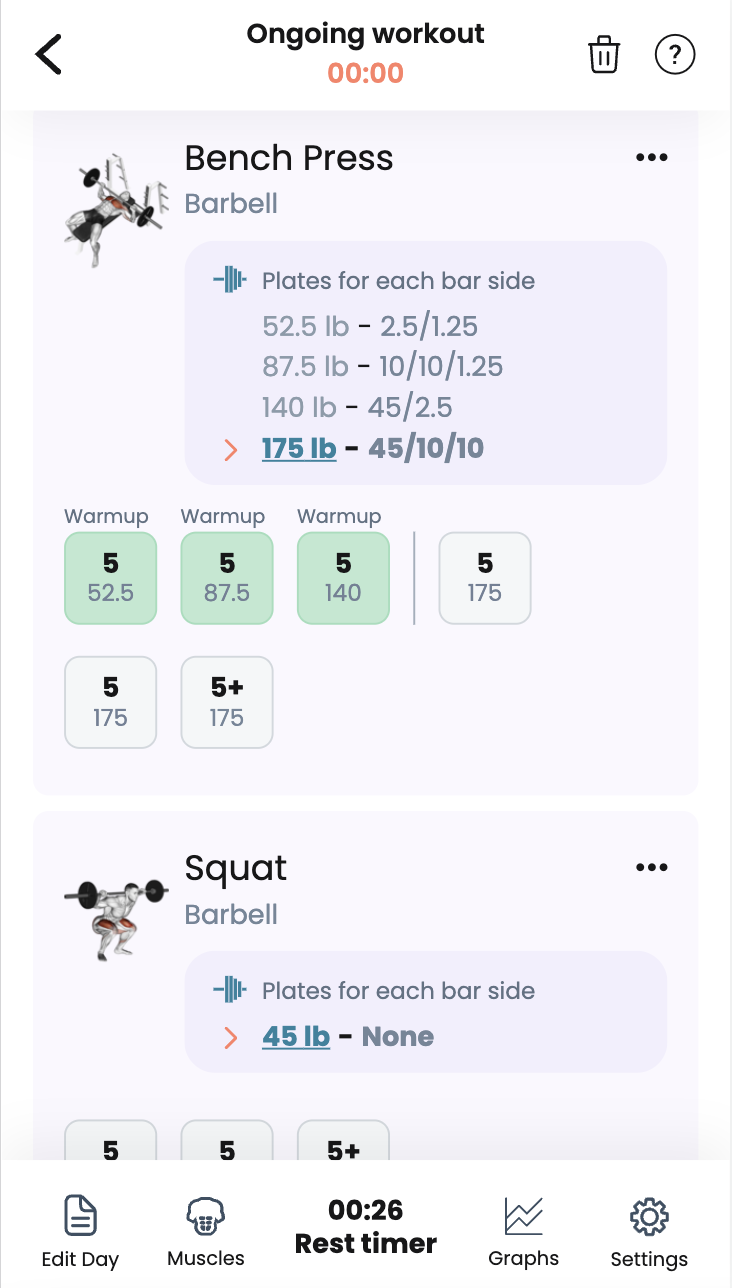 Ongoing workout
00:00
?
Bench Press
Barbell
Plates for each bar side
52.5 lb – 2.5/1.25
87.5 lb – 10/10/1.25
140 lb – 45/2.5
175 lb – 45/10/10
Warmup Warmup Warmup
5 5 5 5
52.5 87.5 140 175
5 5+
175 175
Squat
Barbell
Plates for each bar side
45 lb – None
5 5 5+
00:26
Rest timer
Edit Day Muscles Graphs Settings